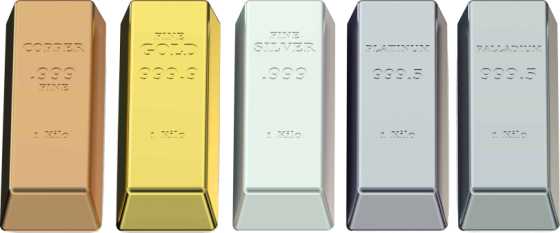 COPPER
.999
FINE
1 Kilo
FINE
GOLD
999.9
1 Kilo
FINE
SILVER
.999
1 Kilo
PLATINUM
999.5
1 Kilo
PALLADIUM
999.5
1 Kilo